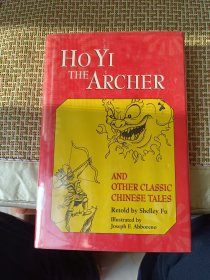 HO YI
THE ARCHER
AND
OTHER CLASSIC
CHINESE TALES
Retold by Shelley Fu
Illustrated by
Joseph F. Abboreno